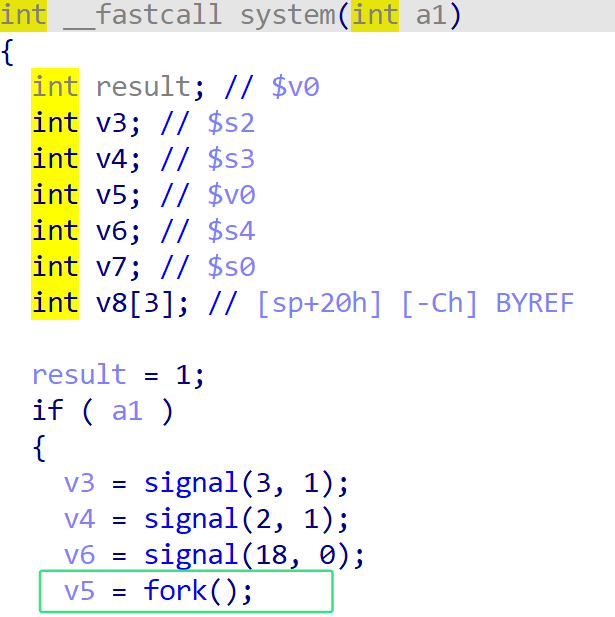 int __fastcall system(int a1)
{
int result; // $v0
int v3; // $s2
int v4; // $s3
int v5; // $v0
int v6; // $s4
int v7; // $s0
int v8[3]; // [sp+20h] [-Ch] BYREF
result = 1;
if ( a1 )
{
v3 = signal(3, 1);
v4 = signal(2, 1);
v6 = signal(18, 0);
v5 = fork();